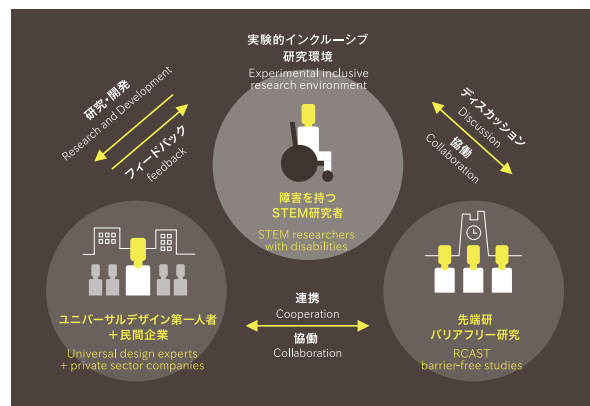 実験的インクルーシブ
研究環境
Experimental inclusive
research environment
研究・開発
Research and Development
フィードバック
feedback
ディスカッション
Discussion
協働
Collaboration
障害を持つ
STEM研究者
STEM researchers
with disabilities
ユニバーサルデザイン第一人者
＋民間企業
Universal design experts
+ private sector companies
連携
Cooperation
協働
Collaboration
先端研
バリアフリー研究
RCAST
barrier-free studies